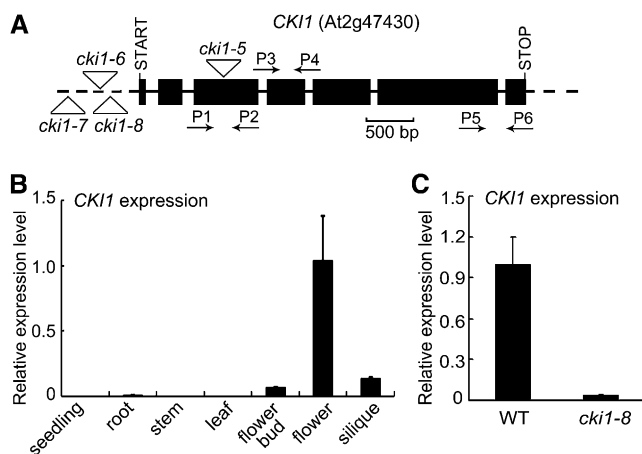 A
CKI1 (At2g47430)
START
STOP
cki1-6
cki1-5
P3
P4
cki1-7
cki1-8
P1
P2
500 bp
P5
P6
B
CKI1 expression
Relative expression level
1.5
1.0
0.5
0
seedling
root
stem
leaf
flower
bud
flower
silique
C
CKI1 expression
Relative expression level
1.5
1.2
0.9
0.6
0.3
0
WT
cki1-8